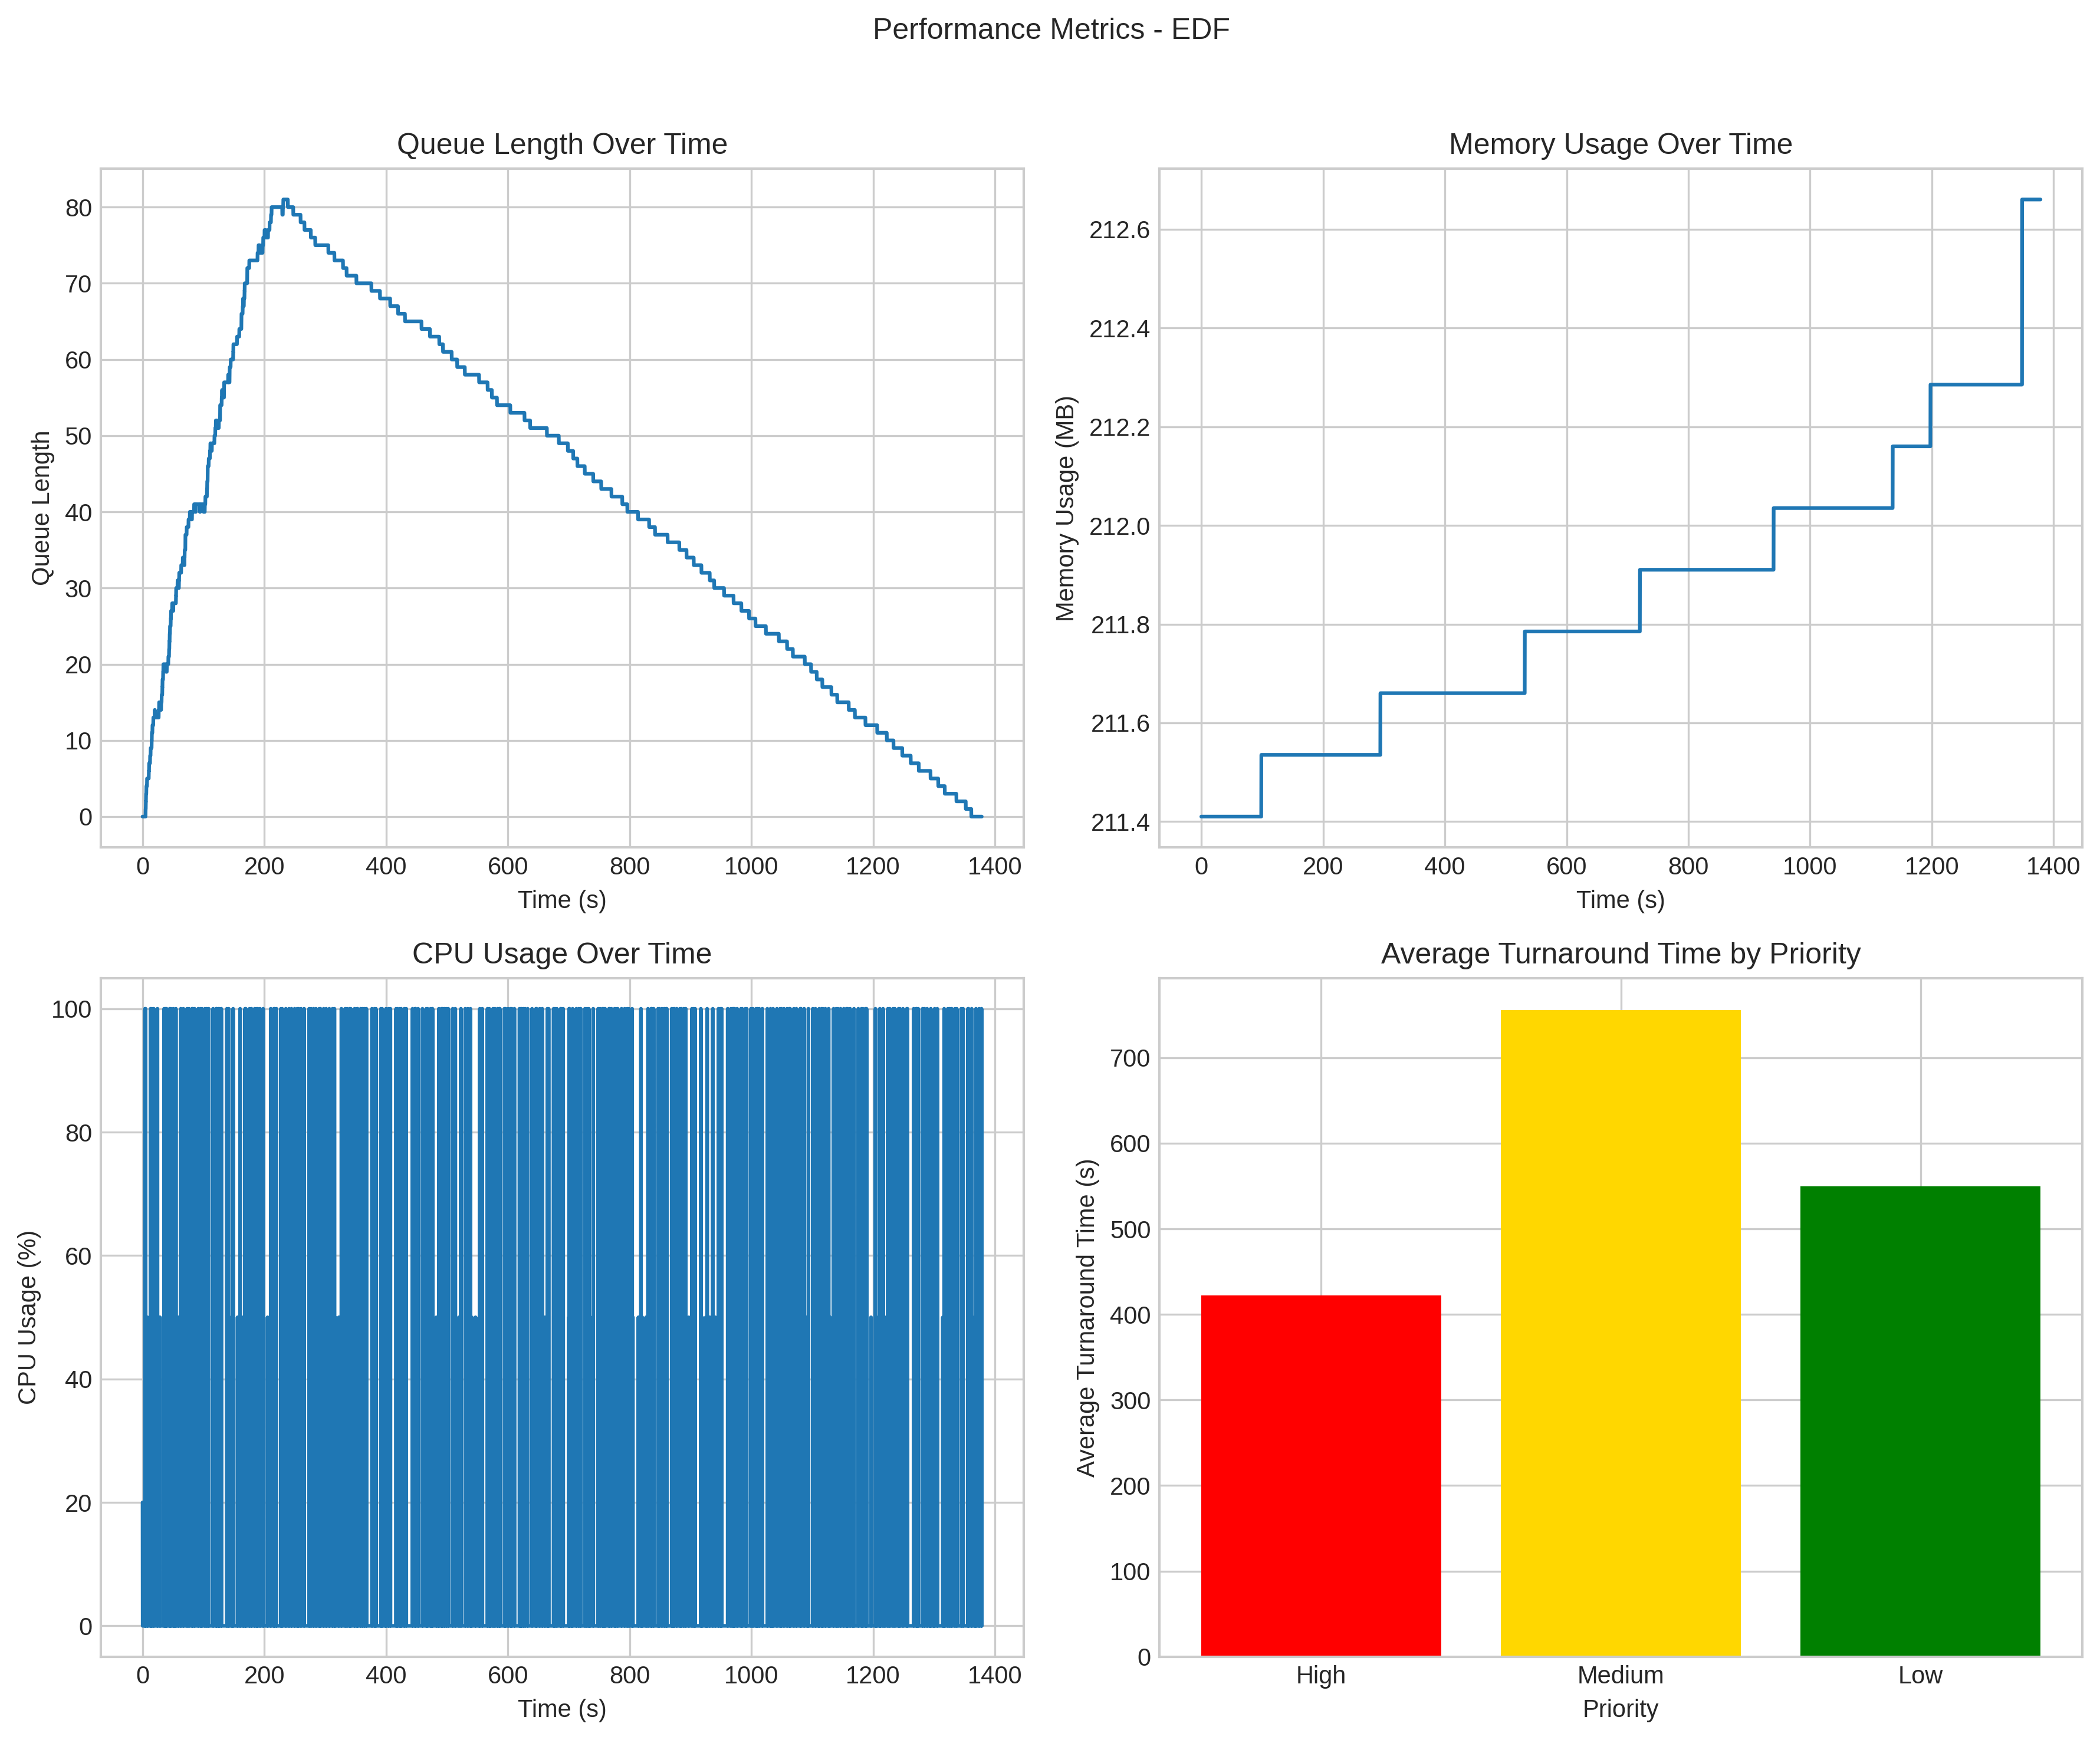 Performance Metrics - EDF
Queue Length Over Time
Queue Length
80
70
60
50
40
30
20
10
0
0 200 400 600 800 1000 1200 1400
Time (s)
Memory Usage Over Time
Memory Usage (MB)
212.6
212.4
212.2
212.0
211.8
211.6
211.4
0 200 400 600 800 1000 1200 1400
Time (s)
CPU Usage Over Time
CPU Usage (%)
100
80
60
40
20
0
0 200 400 600 800 1000 1200 1400
Time (s)
Average Turnaround Time by Priority
Average Turnaround Time (s)
700
600
500
400
300
200
100
0
High Medium Low
Priority